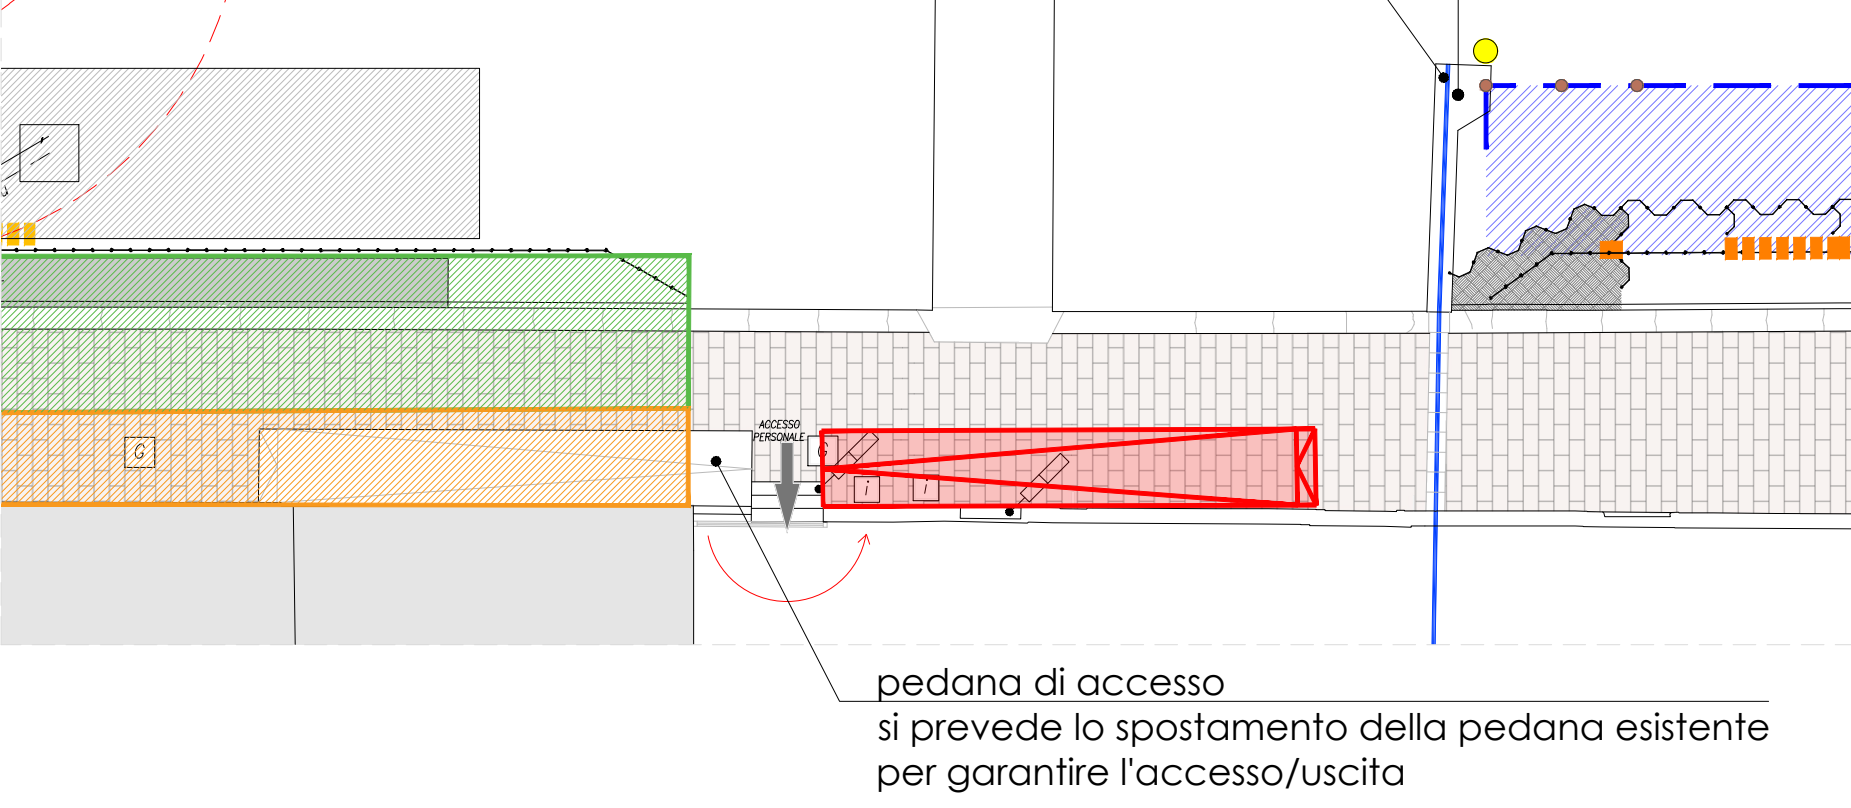 G
ACCESSO
PERSONALE
G
i
i
pedana di accesso
si prevede lo spostamento della pedana esistente
per garantire l'accesso/uscita